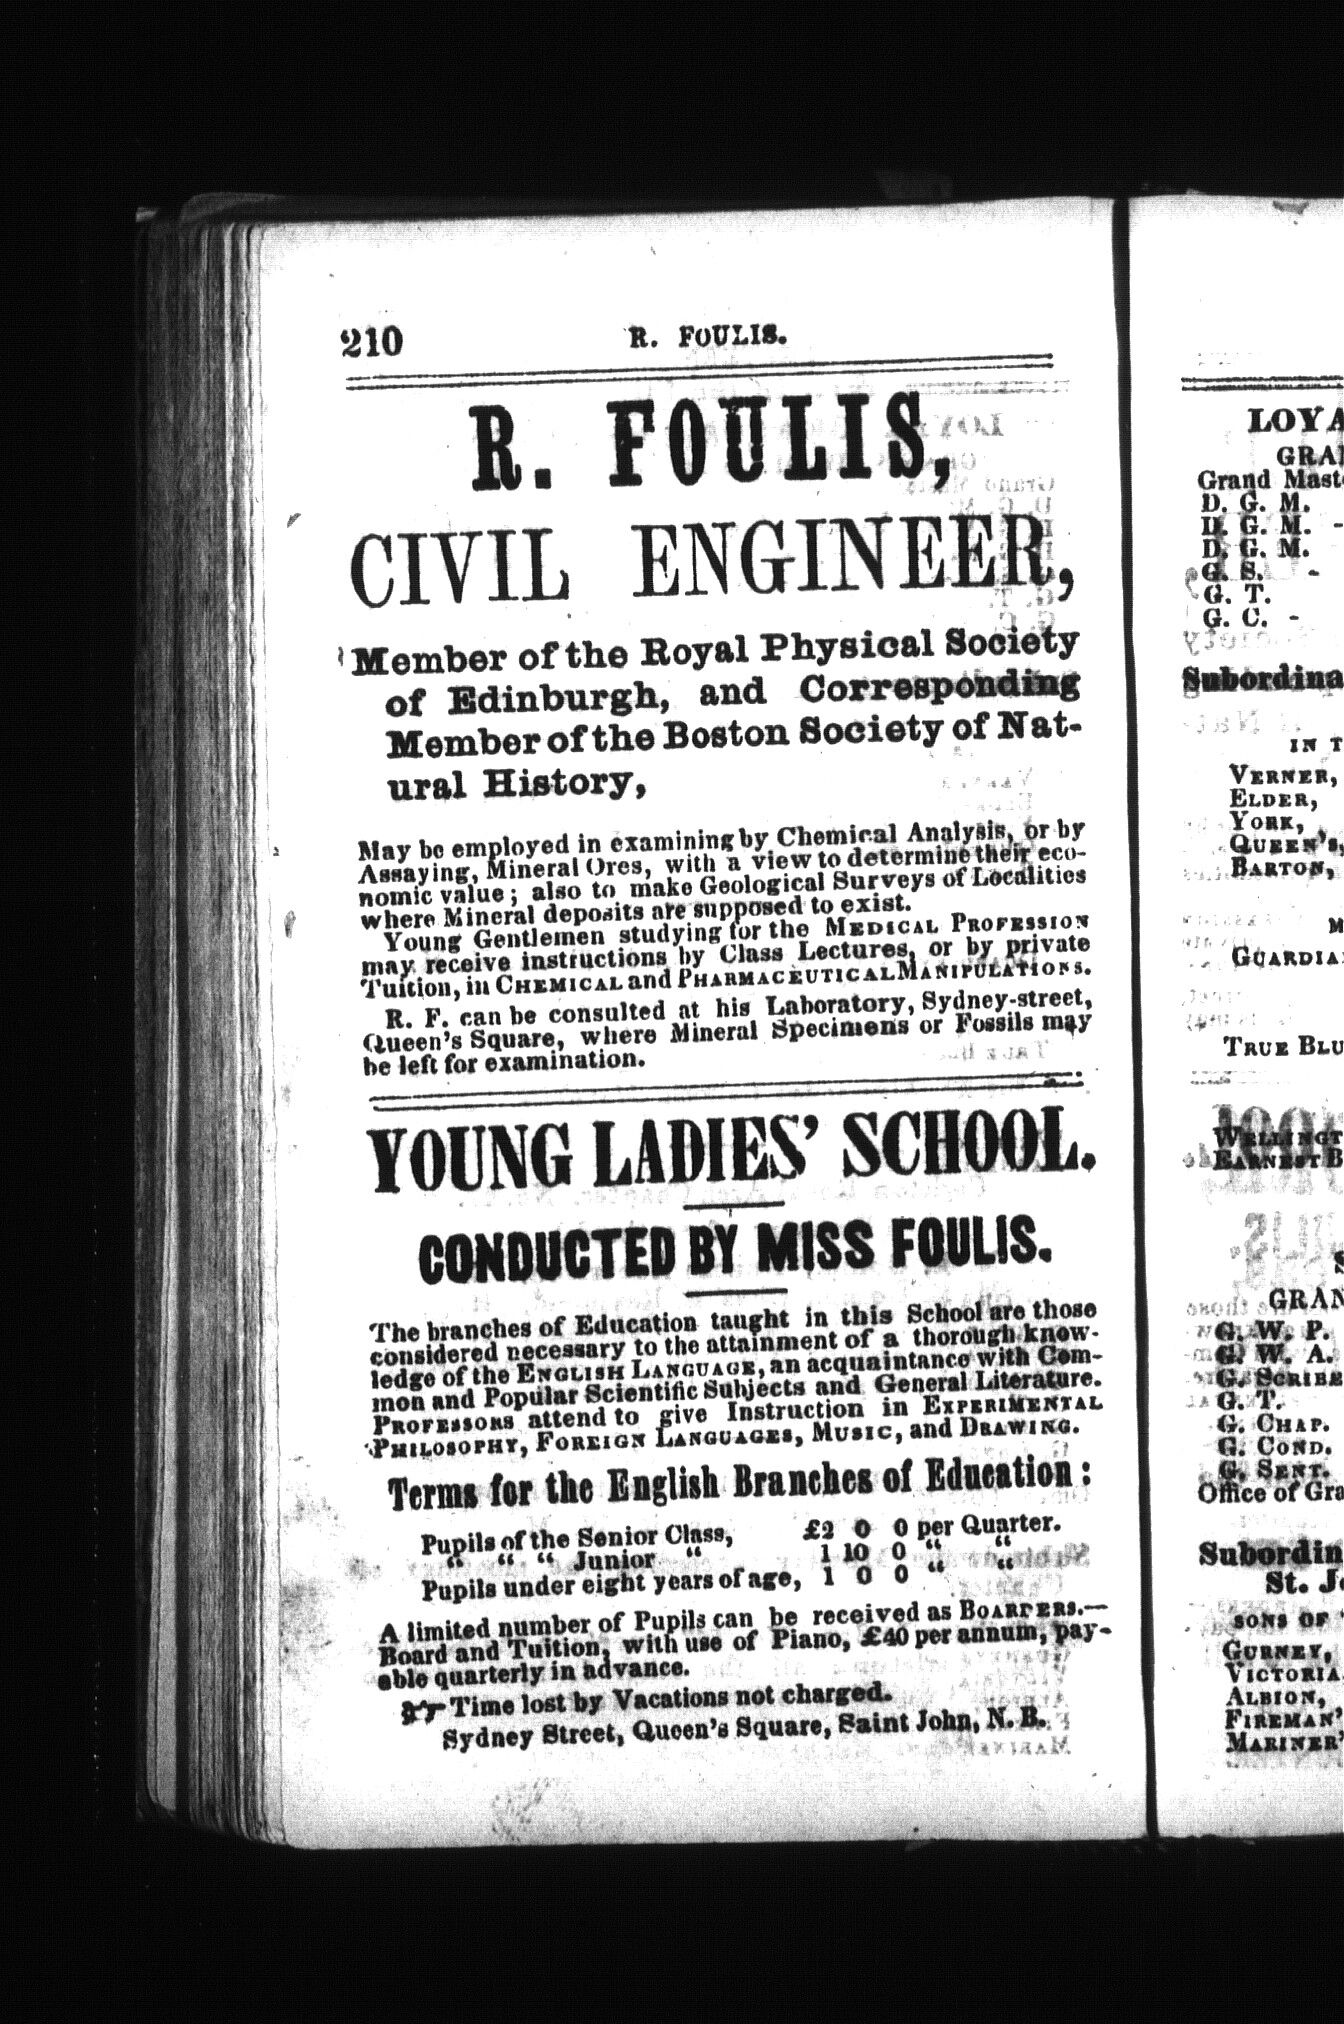 210 R. FOULIS.
R. FOULIS,
CIVIL ENGINEER,
Member of the Royal Physical Society
of Edinburgh, and Corresponding
Member of the Boston Society of Nat-
ural History,
May be employed in examining by Chemical Analysis, or by
Assaying, Mineral Ores, with a view to determine their eco-
nomic value; also to make Geological Surveys of Localities
where Mineral deposits are supposed to exist.
Young Gentlemen studying for the MEDICAL PROFESSION
may receive instructions by Class Lectures, or by private
Tuition, in CHEMICAL and PHARMACEUTICAL MANIPULATIONS.
R. F. can be consulted at his Laboratory, Sydney-street,
Queen's Square, where Mineral Specimens or Fossils may
be left for examination.
YOUNG LADIES' SCHOOL.
CONDUCTED BY MISS FOULIS.
The branches of Education taught in this School are those
considered necessary to the attainment of a thorough know-
ledge of the ENGLISH LANGUAGE, an acquaintance with Com-
mon and Popular Scientific Subjects and General Literature.
PROFESSORS attend to give Instruction in EXPERIMENTAL
PHILOSOPHY, FOREIGN LANGUAGES, MUSIC, and DRAWING.
Terms for the English Branches of Education:
Pupils of the Senior Class, £2 0 0 per Quarter.
“ “ “ Junior “ 1 10 0 “ “
Pupils under eight years of age, 1 0 0 “ “
A limited number of Pupils can be received as BOARDERS.—
Board and Tuition, with use of Piano, £40 per annum, pay-
able quarterly in advance.
☞ Time lost by Vacations not charged.
Sydney Street, Queen's Square, Saint John, N. B.
LOYA
GRA
Grand Mast
D. G. M.
D. G. M. -
D. G. M.
G. S. -
G. T.
G. C. -
Subordina
IN T
VERNER,
ELDER,
YORK,
QUEEN'S,
BARTON,
M
GUARDIA
TRUE BLU
WELLINGT
EARNEST B
S
GRAN
G. W. P.
G. W. A.
G. SCRIBE
G. T.
G. CHAP.
G. COND.
G. SENT.
Office of Gra
Subordin
St. J
SONS OF
GURNEY,
VICTORIA
ALBION,
FIREMAN'
MARINER'